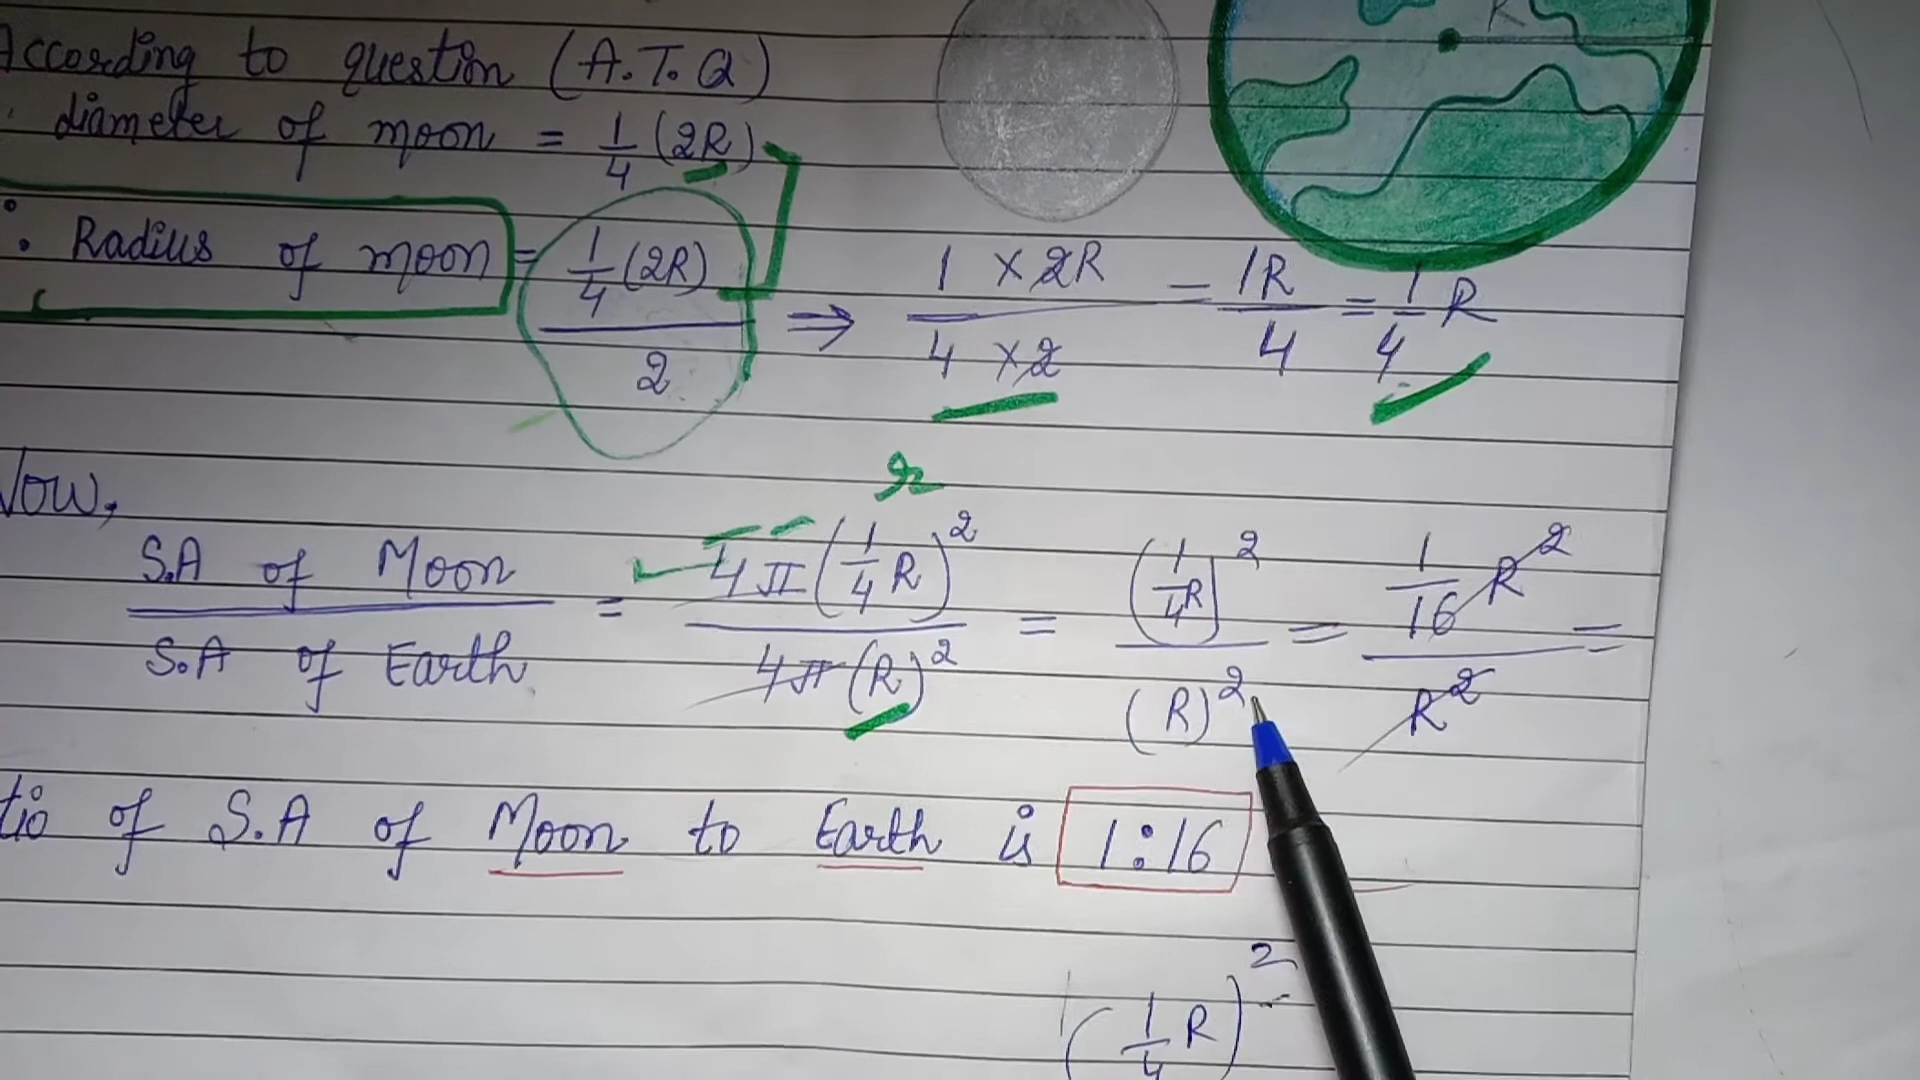 According to question (A.T.Q)
diameter of moon = 1/4 (2R)
R
∴ Radius of moon = 1/4 (2R) / 2 ⇒ 1 × 2R / 4 × 2 = 1R / 4 = 1/4 R
r
Now,
S.A of Moon / S.A of Earth = 4π(1/4 R)² / 4π(R)² = (1/4 R)² / (R)² = 1/16 R² / R² =
tio of S.A of Moon to Earth is 1:16
(1/4 R)²